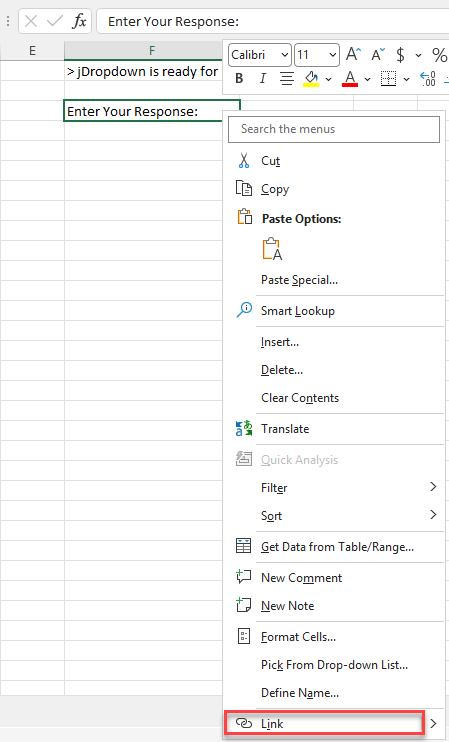 Enter Your Response:
E F
Calibri 11 A A $ %
B I A .00
> jDropdown is ready for
Enter Your Response:
Search the menus
Cut
Copy
Paste Options:
A
Paste Special...
Smart Lookup
Insert...
Delete...
Clear Contents
Translate
Quick Analysis
Filter
Sort
Get Data from Table/Range...
New Comment
New Note
Format Cells...
Pick From Drop-down List...
Define Name...
Link